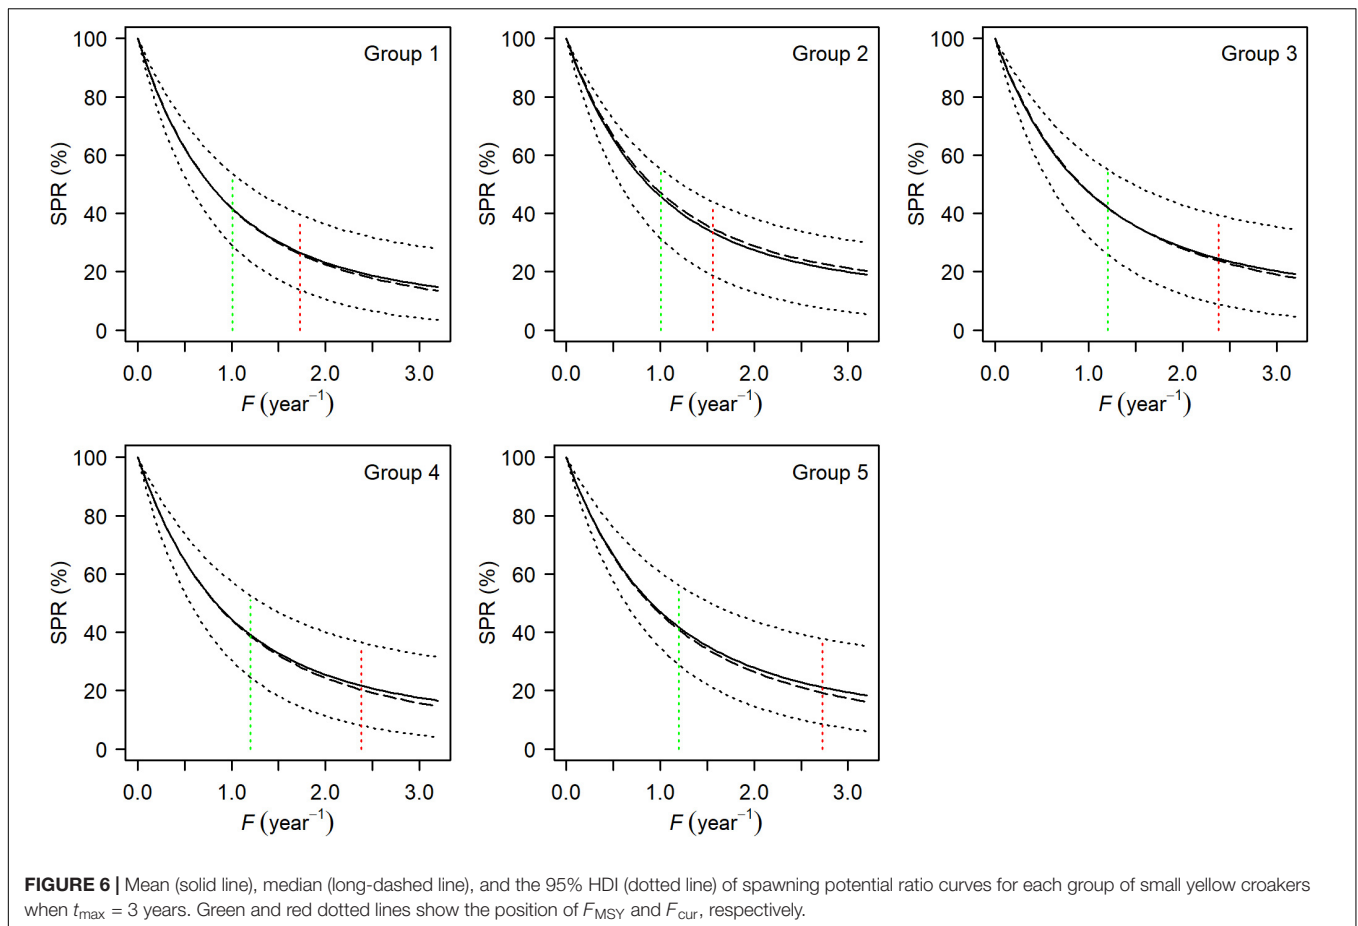 Group 1
100
80
60
40
20
0
SPR (%)
0.0 1.0 2.0 3.0
F (year⁻¹)
Group 2
100
80
60
40
20
0
SPR (%)
0.0 1.0 2.0 3.0
F (year⁻¹)
Group 3
100
80
60
40
20
0
SPR (%)
0.0 1.0 2.0 3.0
F (year⁻¹)
Group 4
100
80
60
40
20
0
SPR (%)
0.0 1.0 2.0 3.0
F (year⁻¹)
Group 5
100
80
60
40
20
0
SPR (%)
0.0 1.0 2.0 3.0
F (year⁻¹)
FIGURE 6 | Mean (solid line), median (long-dashed line), and the 95% HDI (dotted line) of spawning potential ratio curves for each group of small yellow croakers
when tmax = 3 years. Green and red dotted lines show the position of FMSY and Fcur, respectively.